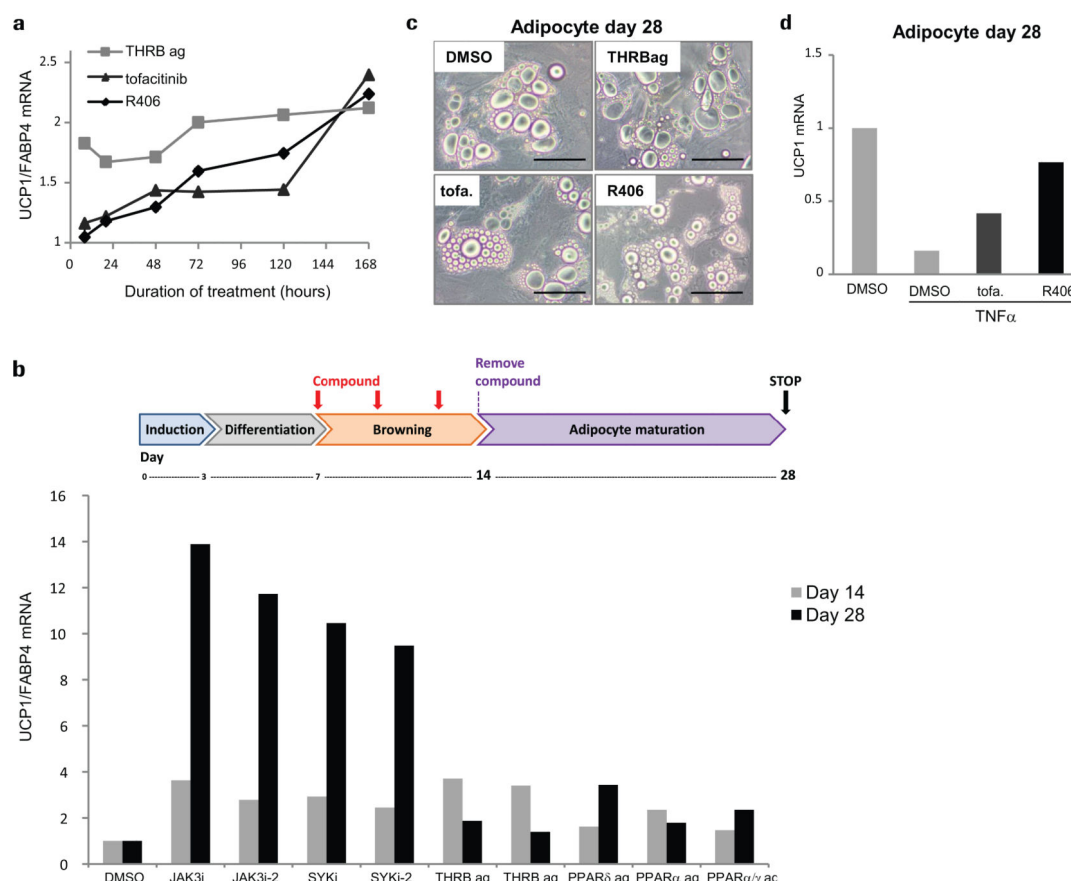 a
THRB ag
tofacitinib
R406
UCP1/FABP4 mRNA
2.5
2
1.5
1
0 24 48 72 96 120 144 168
Duration of treatment (hours)
c
Adipocyte day 28
DMSO
THRBag
tofa.
R406
d
Adipocyte day 28
UCP1 mRNA
1.5
1
0.5
0
DMSO DMSO tofa. R406
TNFα
b
Compound
Remove
compound
STOP
Induction Differentiation Browning Adipocyte maturation
Day
0 3 7 14 28
UCP1/FABP4 mRNA
16
14
12
10
8
6
4
2
0
DMSO JAK3i JAK3i-2 SYKi SYKi-2 THRB ag THRB ag PPARδ ag PPARα ag PPARα/γ ag
Day 14
Day 28